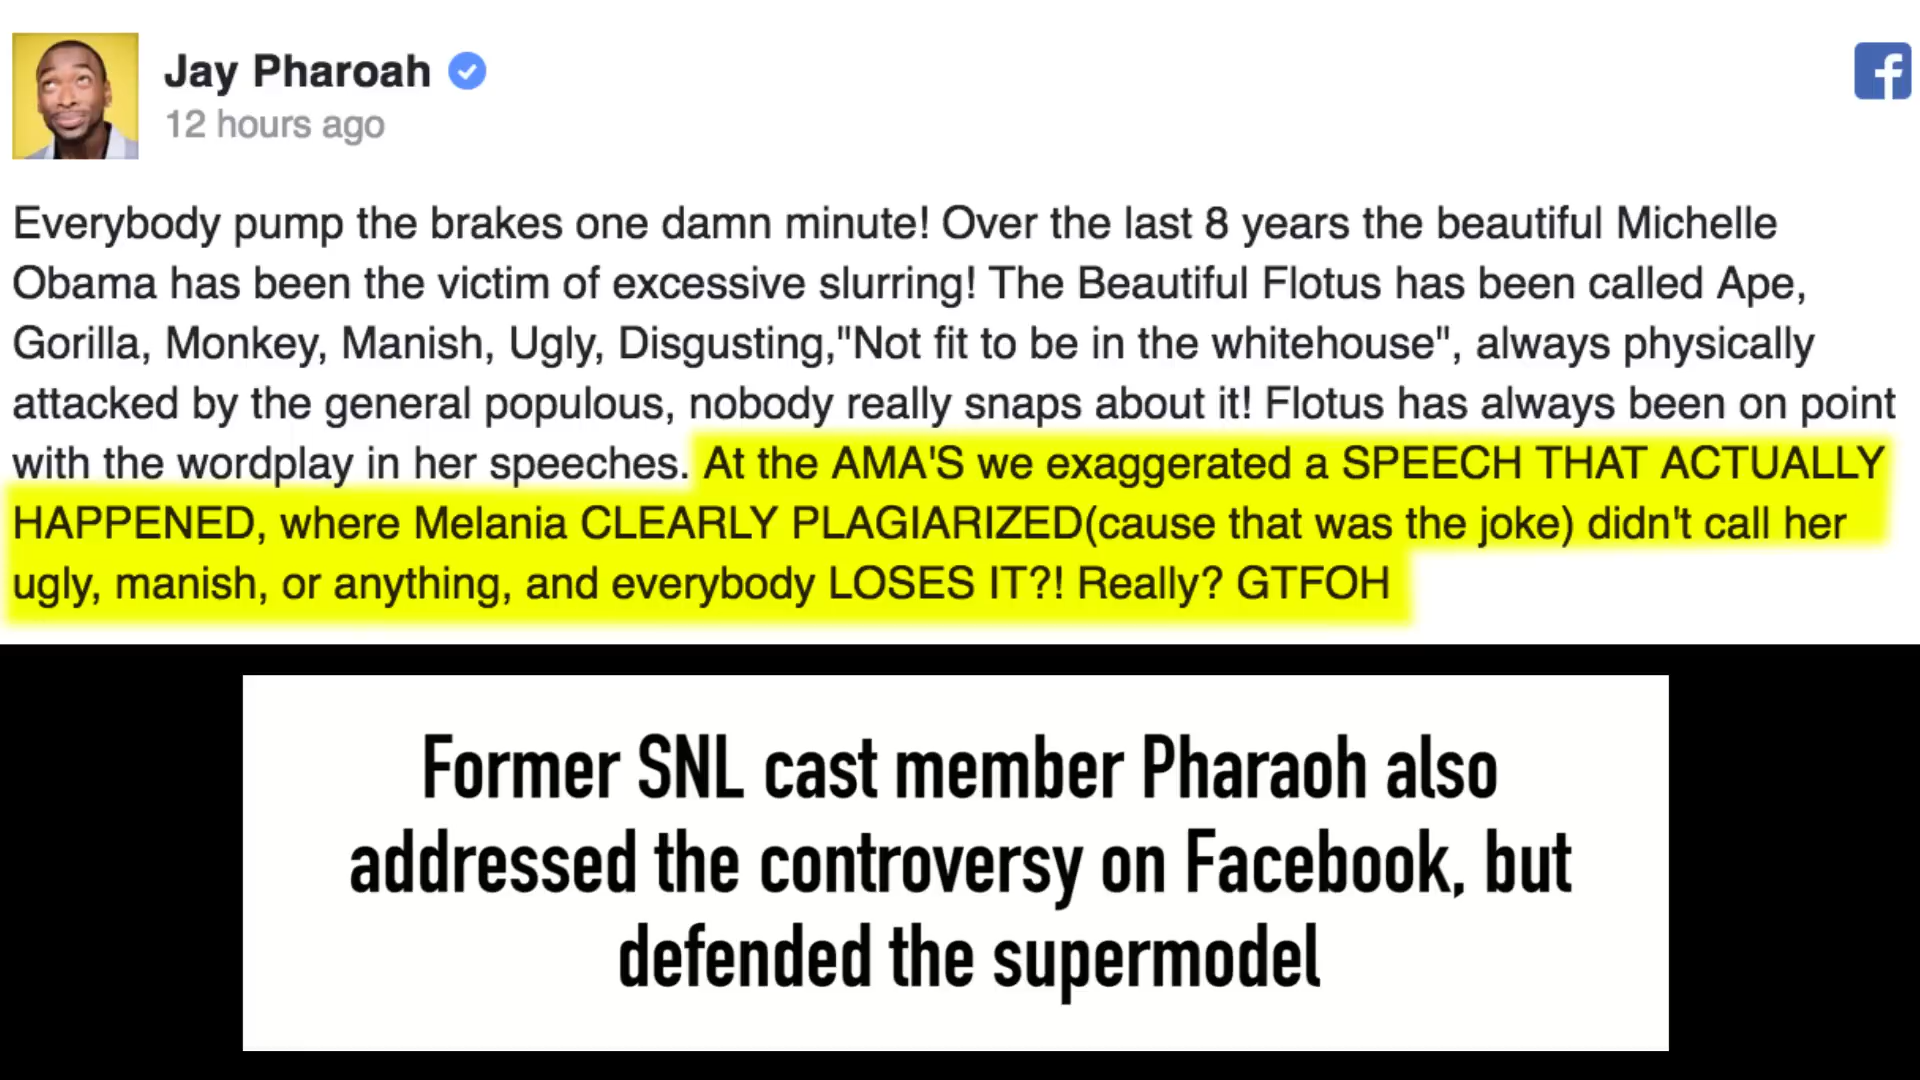 Jay Pharoah
12 hours ago
Everybody pump the brakes one damn minute! Over the last 8 years the beautiful Michelle
Obama has been the victim of excessive slurring! The Beautiful Flotus has been called Ape,
Gorilla, Monkey, Manish, Ugly, Disgusting,"Not fit to be in the whitehouse", always physically
attacked by the general populous, nobody really snaps about it! Flotus has always been on point
with the wordplay in her speeches. At the AMA'S we exaggerated a SPEECH THAT ACTUALLY
HAPPENED, where Melania CLEARLY PLAGIARIZED(cause that was the joke) didn't call her
ugly, manish, or anything, and everybody LOSES IT?! Really? GTFOH
Former SNL cast member Pharaoh also
addressed the controversy on Facebook, but
defended the supermodel